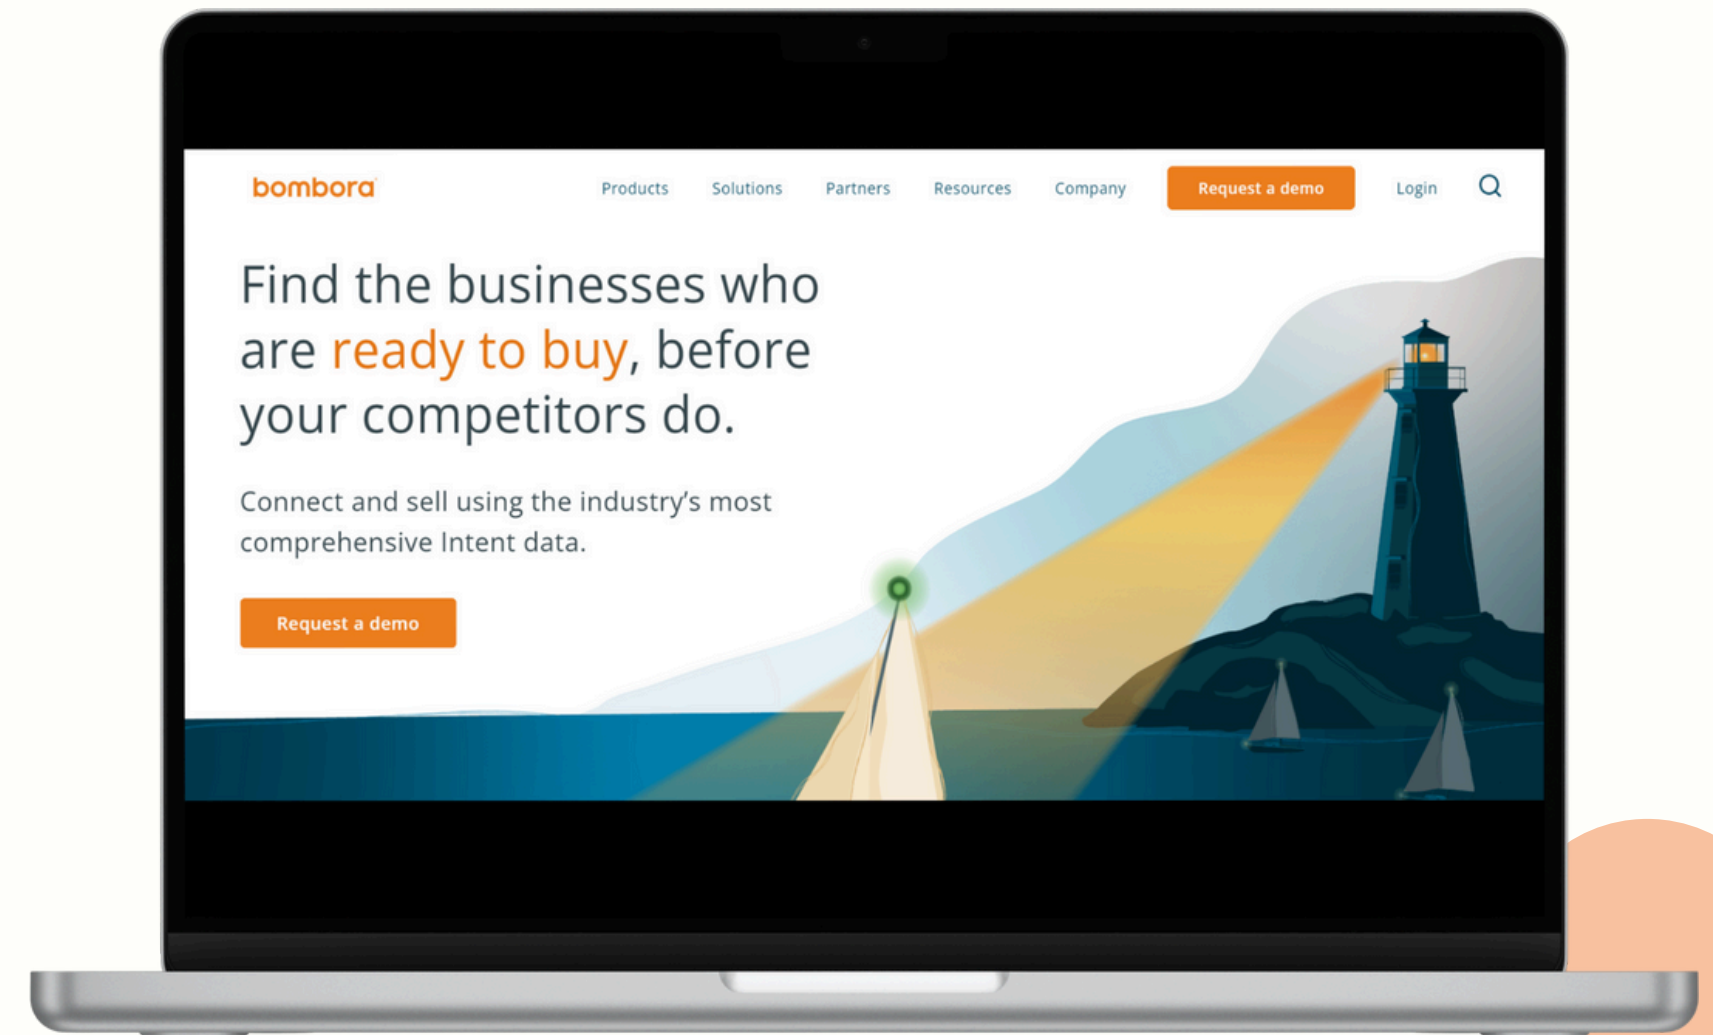 bombora
Products Solutions Partners Resources Company Request a demo Login
Find the businesses who
are ready to buy, before
your competitors do.
Connect and sell using the industry’s most
comprehensive Intent data.
Request a demo